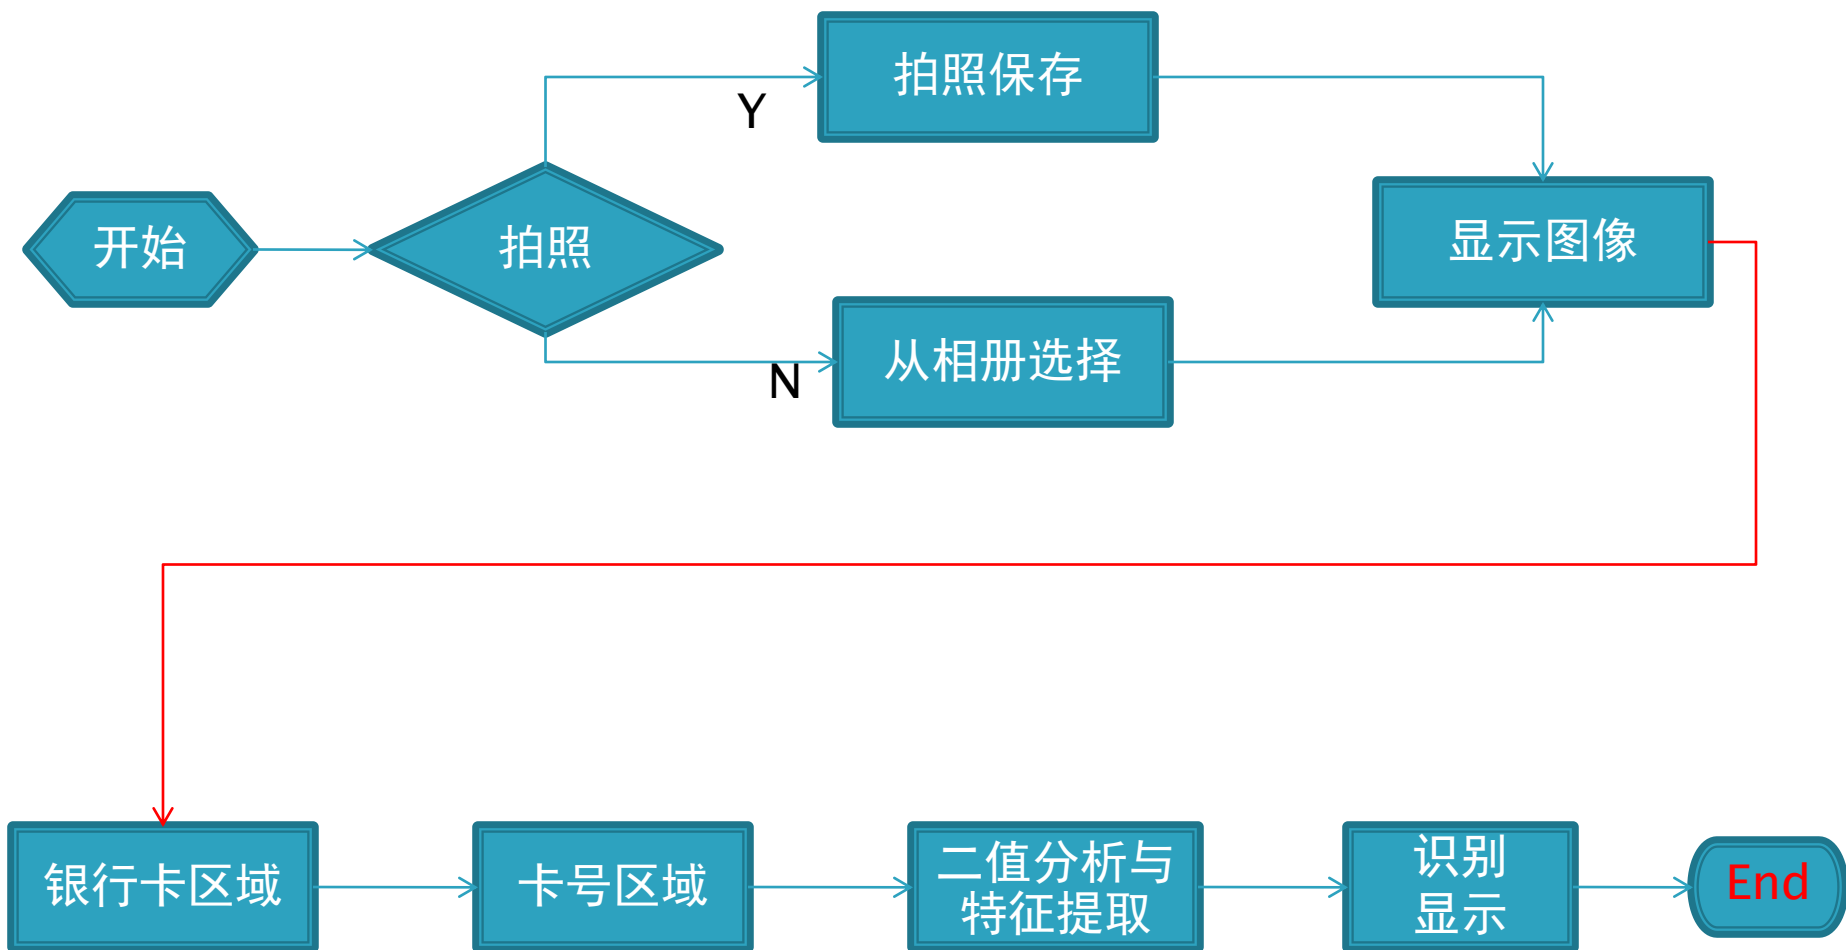 拍照保存
Y
开始
拍照
显示图像
从相册选择
N
银行卡区域
卡号区域
二值分析与
特征提取
识别
显示
End